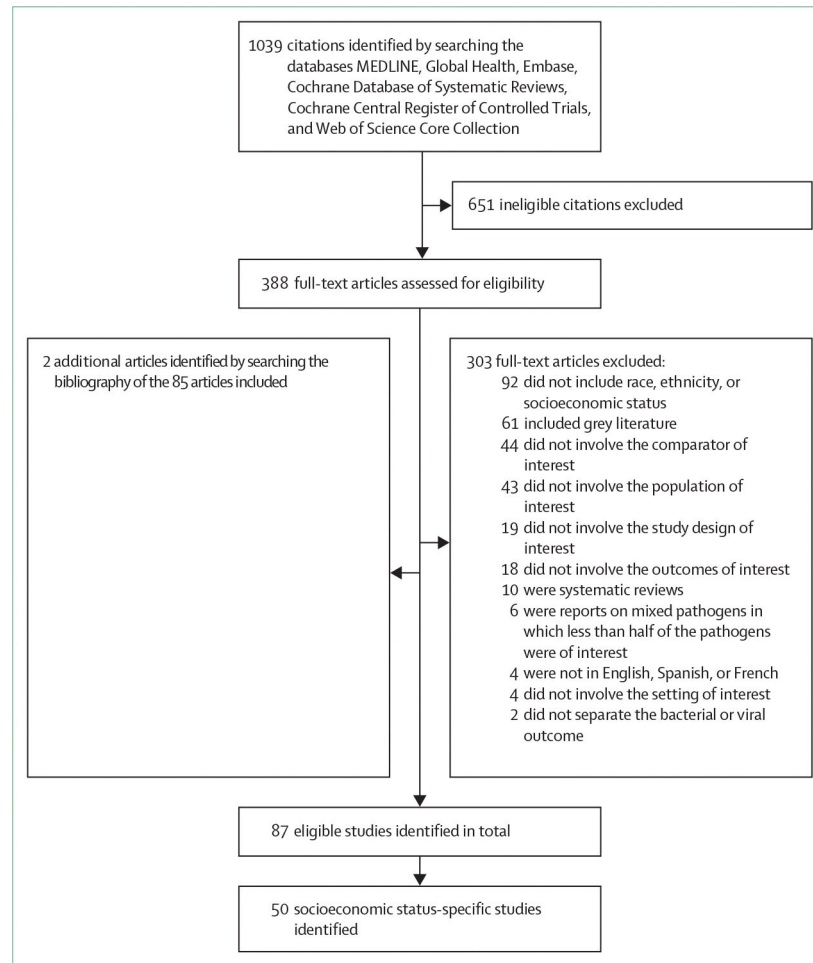 1039 citations identified by searching the
databases MEDLINE, Global Health, Embase,
Cochrane Database of Systematic Reviews,
Cochrane Central Register of Controlled Trials,
and Web of Science Core Collection
651 ineligible citations excluded
388 full-text articles assessed for eligibility
2 additional articles identified by searching the
bibliography of the 85 articles included
303 full-text articles excluded:
92 did not include race, ethnicity, or
socioeconomic status
61 included grey literature
44 did not involve the comparator of
interest
43 did not involve the population of
interest
19 did not involve the study design of
interest
18 did not involve the outcomes of interest
10 were systematic reviews
6 were reports on mixed pathogens in
which less than half of the pathogens
were of interest
4 were not in English, Spanish, or French
4 did not involve the setting of interest
2 did not separate the bacterial or viral
outcome
87 eligible studies identified in total
50 socioeconomic status-specific studies
identified